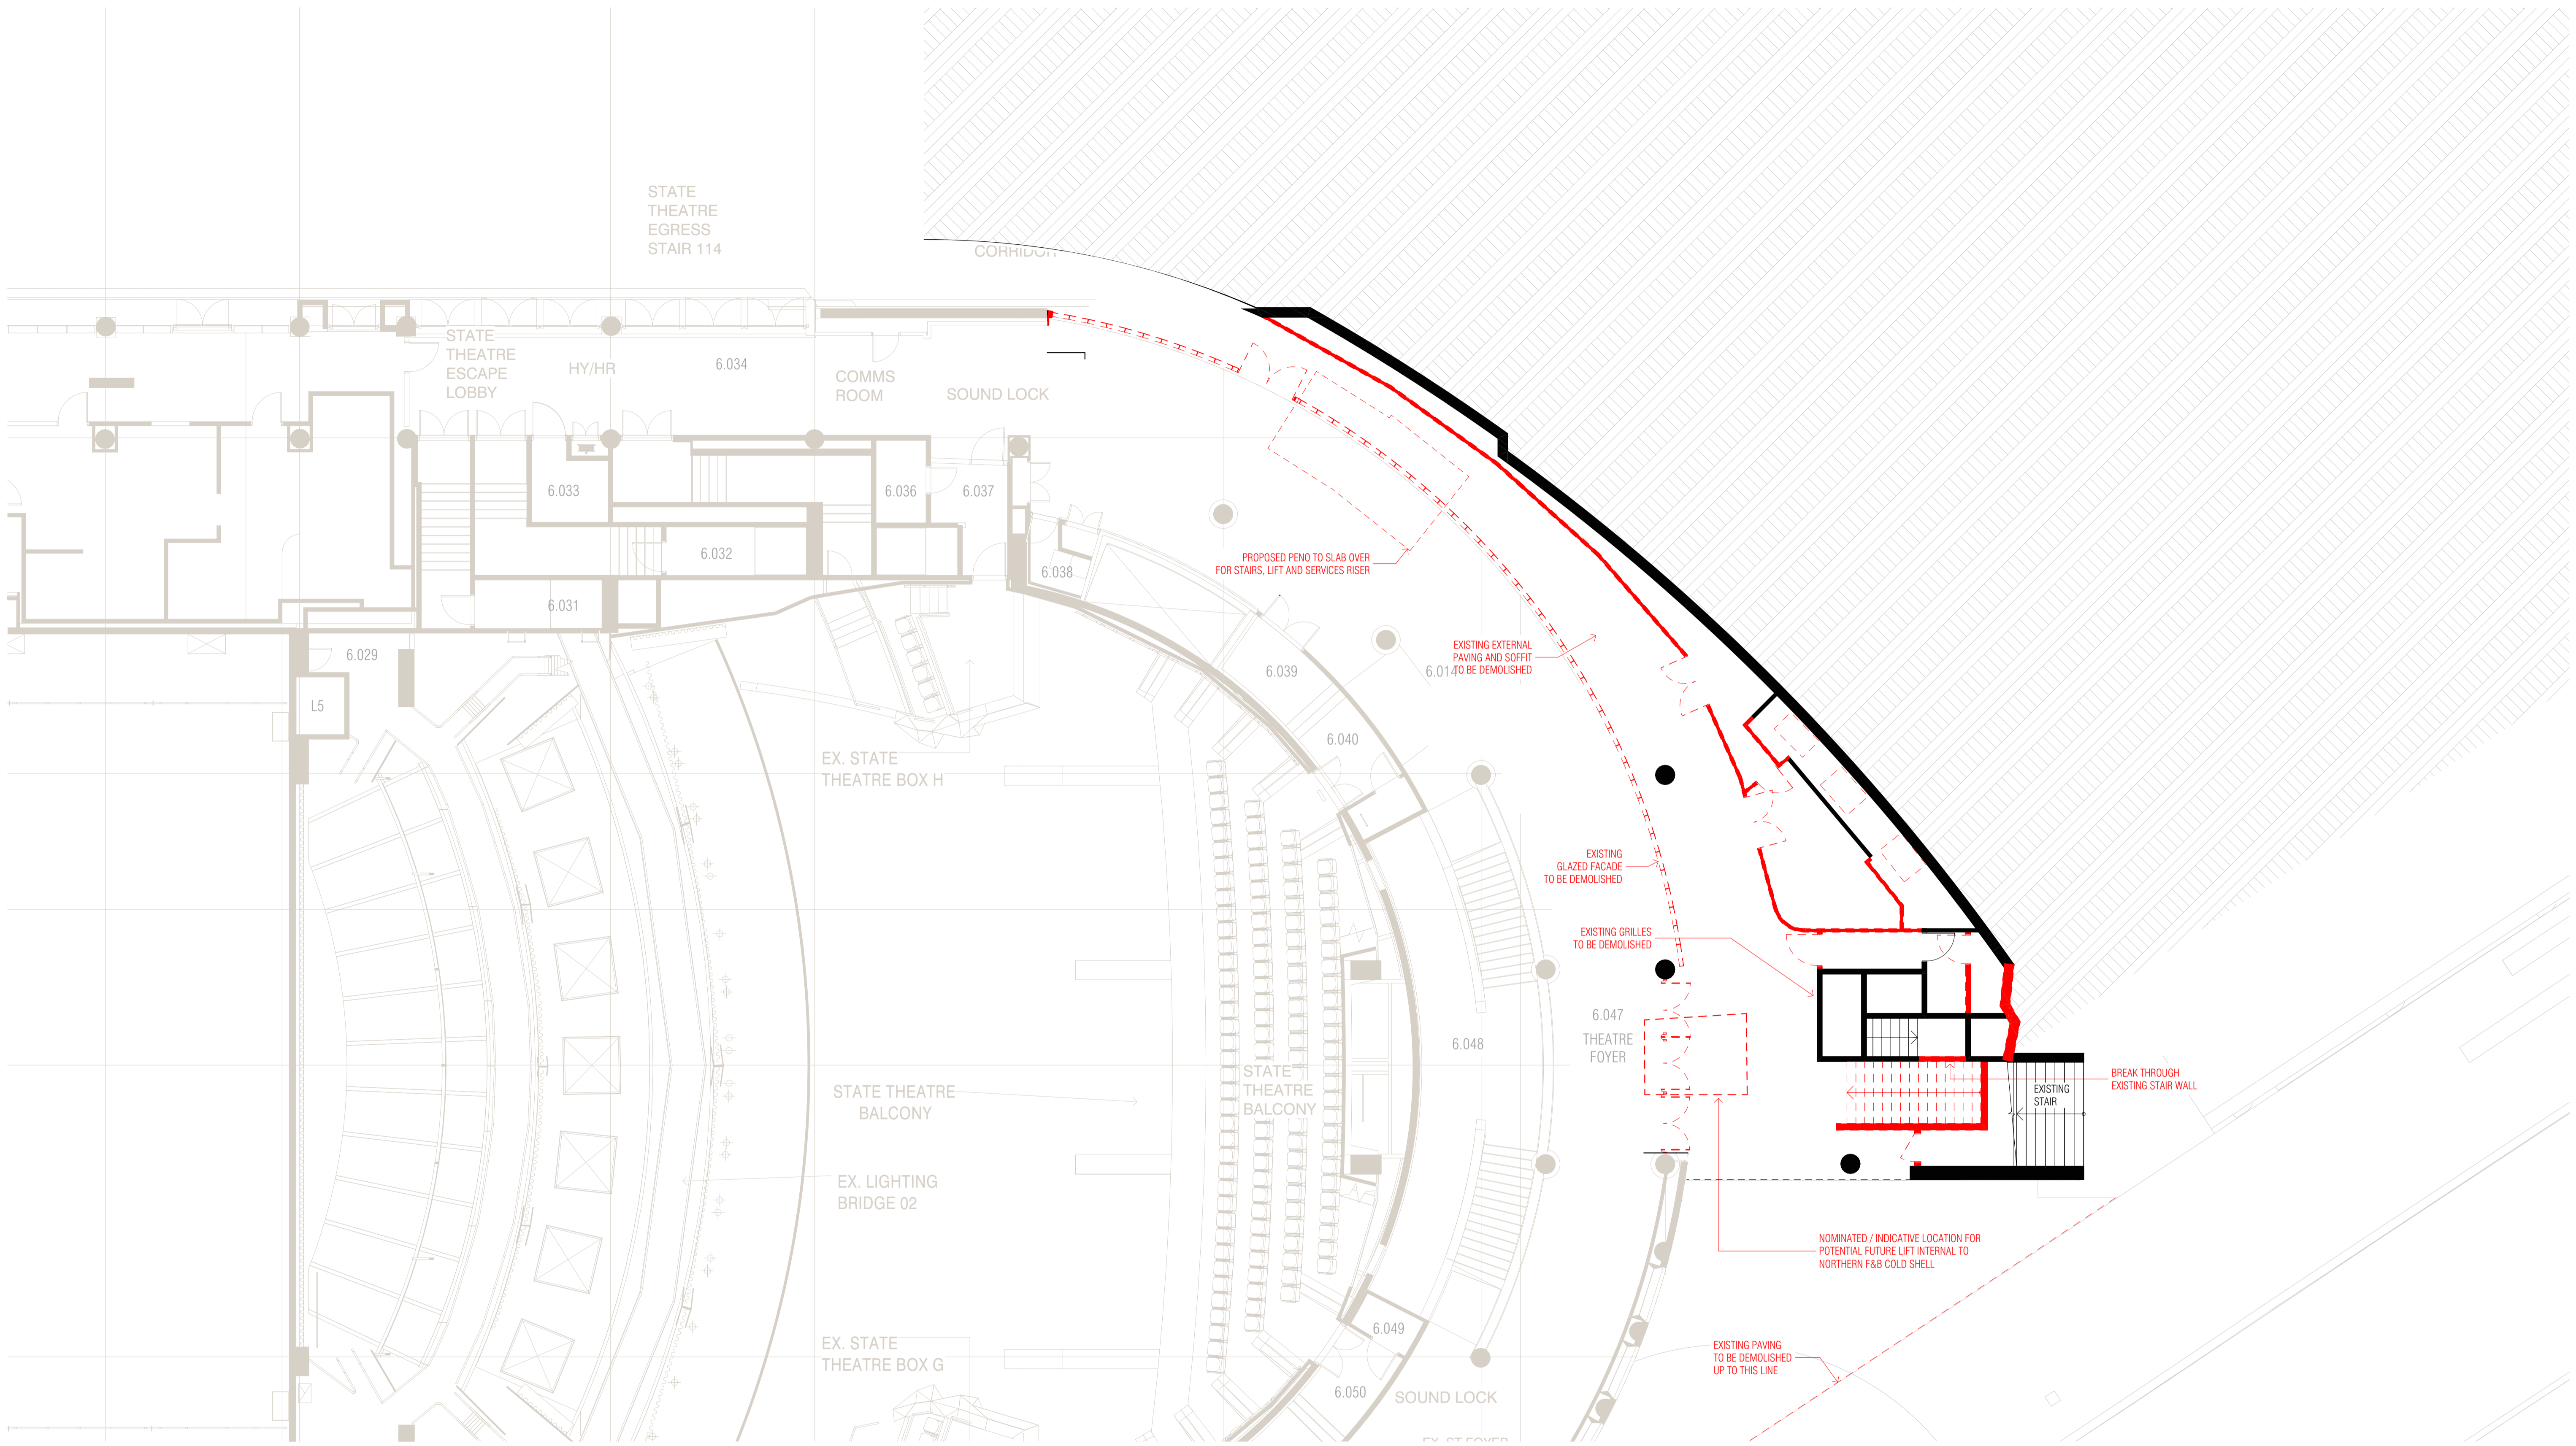 STATE
THEATRE
EGRESS
STAIR 114
CORRIDOR
STATE
THEATRE
ESCAPE
LOBBY
HY/HR
6.034
COMMS
ROOM
SOUND LOCK
6.033
6.036
6.037
6.032
6.038
6.031
6.029
L5
PROPOSED PENO TO SLAB OVER
FOR STAIRS, LIFT AND SERVICES RISER
EXISTING EXTERNAL
PAVING AND SOFFIT
TO BE DEMOLISHED
6.014
6.039
6.040
EX. STATE
THEATRE BOX H
EXISTING
GLAZED FACADE
TO BE DEMOLISHED
EXISTING GRILLES
TO BE DEMOLISHED
6.047
THEATRE
FOYER
6.048
STATE
THEATRE
BALCONY
STATE THEATRE
BALCONY
EXISTING
STAIR
BREAK THROUGH
EXISTING STAIR WALL
EX. LIGHTING
BRIDGE 02
NOMINATED / INDICATIVE LOCATION FOR
POTENTIAL FUTURE LIFT INTERNAL TO
NORTHERN F&B COLD SHELL
EX. STATE
THEATRE BOX G
6.049
6.050
SOUND LOCK
EXISTING PAVING
TO BE DEMOLISHED
UP TO THIS LINE
EX. ST FOYER